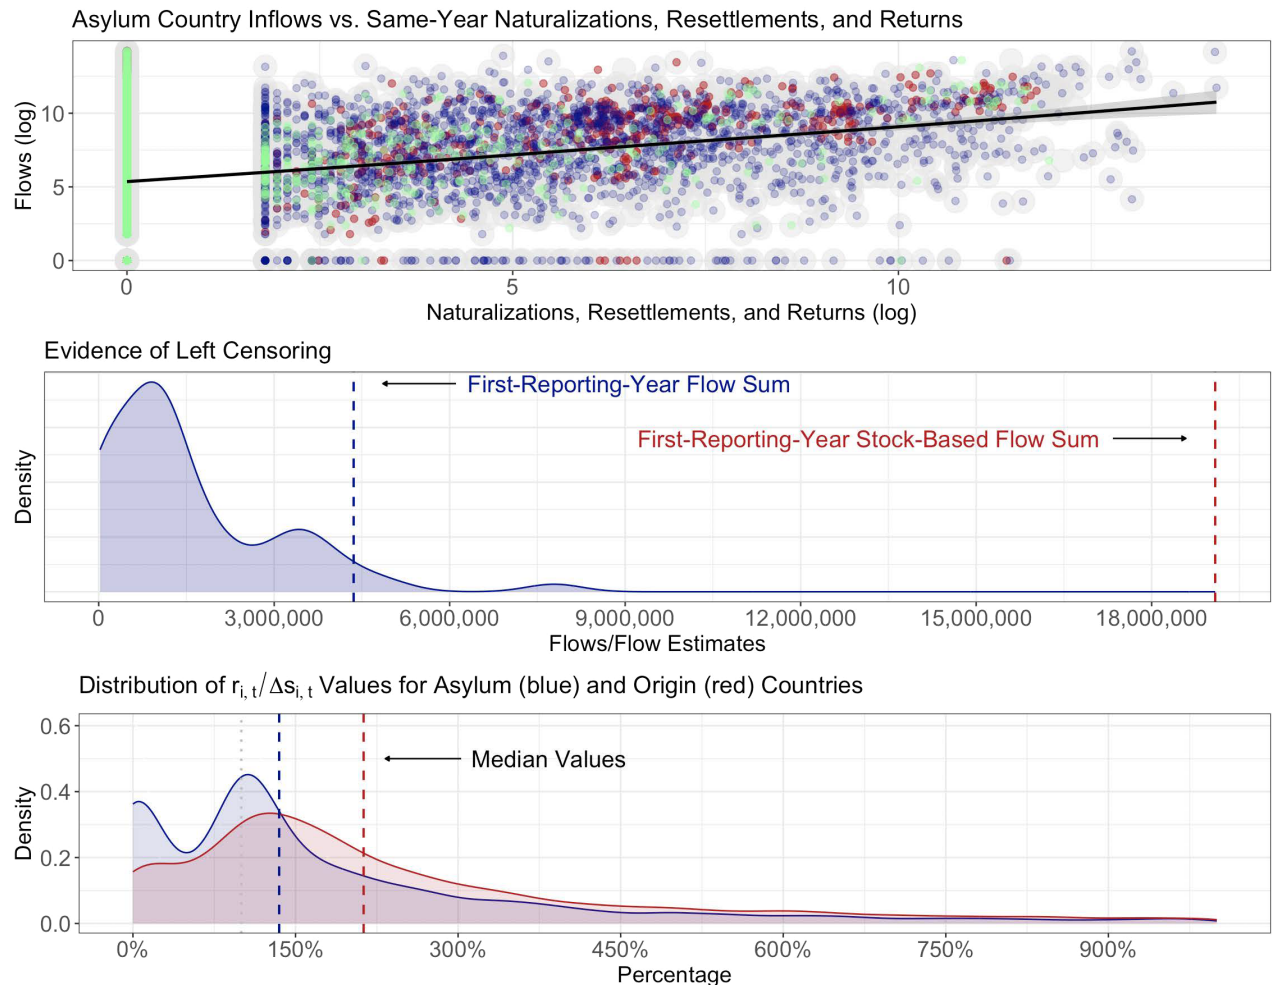 Asylum Country Inflows vs. Same-Year Naturalizations, Resettlements, and Returns
Flows (log)
10
5
0
0 5 10
Naturalizations, Resettlements, and Returns (log)
Evidence of Left Censoring
First-Reporting-Year Flow Sum
First-Reporting-Year Stock-Based Flow Sum
Density
0 3,000,000 6,000,000 9,000,000 12,000,000 15,000,000 18,000,000
Flows/Flow Estimates
Distribution of r_{i, t}/Δs_{i, t} Values for Asylum (blue) and Origin (red) Countries
Median Values
Density
0.6
0.4
0.2
0.0
0% 150% 300% 450% 600% 750% 900%
Percentage